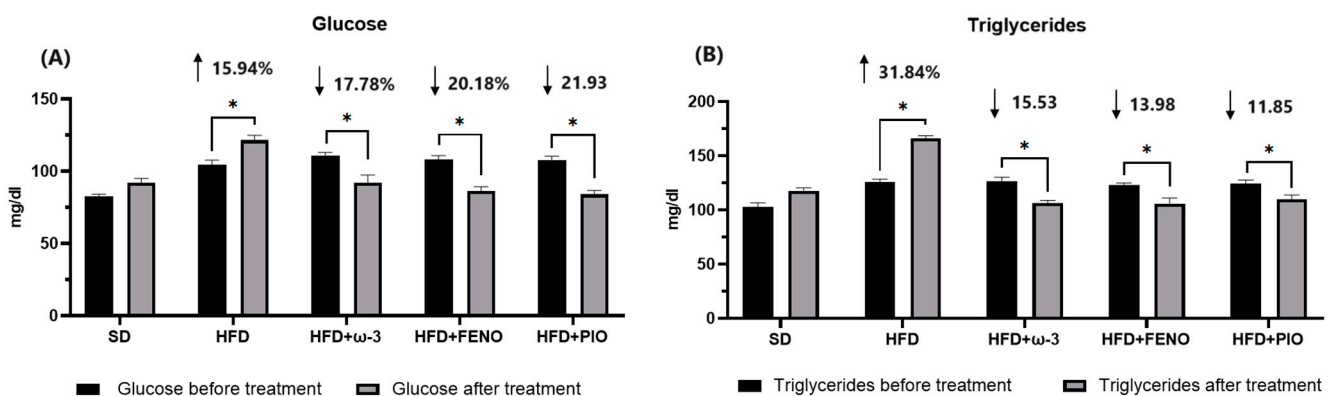 Glucose
(A)
↑ 15.94% ↓ 17.78% ↓ 20.18% ↓ 21.93
* * * *
mg/dl
150
100
50
0
SD HFD HFD+ω-3 HFD+FENO HFD+PIO
Glucose before treatment Glucose after treatment
Triglycerides
(B)
↑ 31.84% ↓ 15.53 ↓ 13.98 ↓ 11.85
* * * *
mg/dl
200
150
100
50
0
SD HFD HFD+ω-3 HFD+FENO HFD+PIO
Triglycerides before treatment Triglycerides after treatment